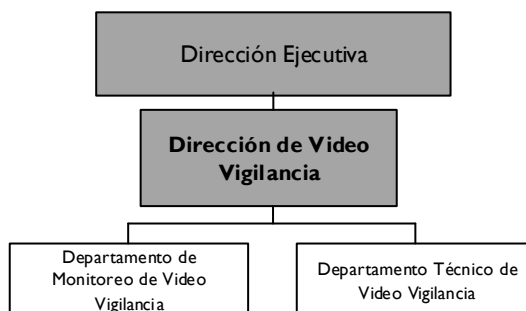 Dirección Ejecutiva
Dirección de Video
Vigilancia
Departamento de
Monitoreo de Video
Vigilancia
Departamento Técnico de
Video Vigilancia